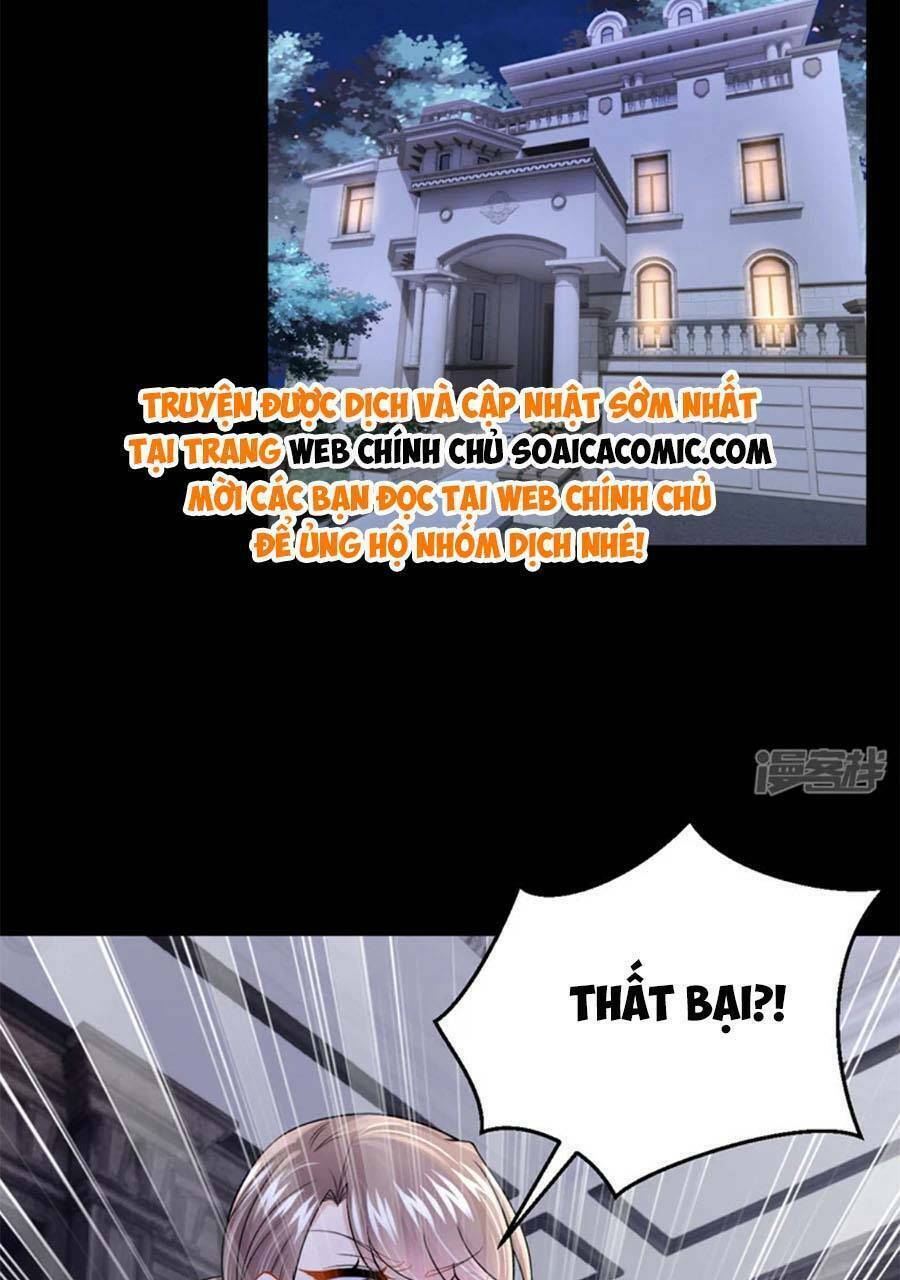 TRUYỆN ĐƯỢC DỊCH VÀ CẬP NHẬT SỚM NHẤT
TẠI TRANG WEB CHÍNH CHỦ SOAICACOMIC.COM
MỜI CÁC BẠN ĐỌC TẠI WEB CHÍNH CHỦ
ĐỂ ỦNG HỘ NHÓM DỊCH NHÉ!
漫客栈
THẤT BẠI?!